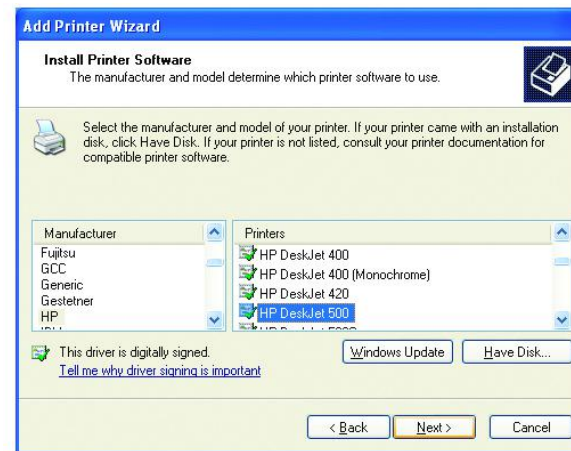 Add Printer Wizard
Install Printer Software
The manufacturer and model determine which printer software to use.
Select the manufacturer and model of your printer. If your printer came with an installation
disk, click Have Disk. If your printer is not listed, consult your printer documentation for
compatible printer software.
Manufacturer
Fujitsu
GCC
Generic
Gestetner
HP
Printers
HP DeskJet 400
HP DeskJet 400 (Monochrome)
HP DeskJet 420
HP DeskJet 500
This driver is digitally signed.
Tell me why driver signing is important
Windows Update
Have Disk...
< Back
Next >
Cancel